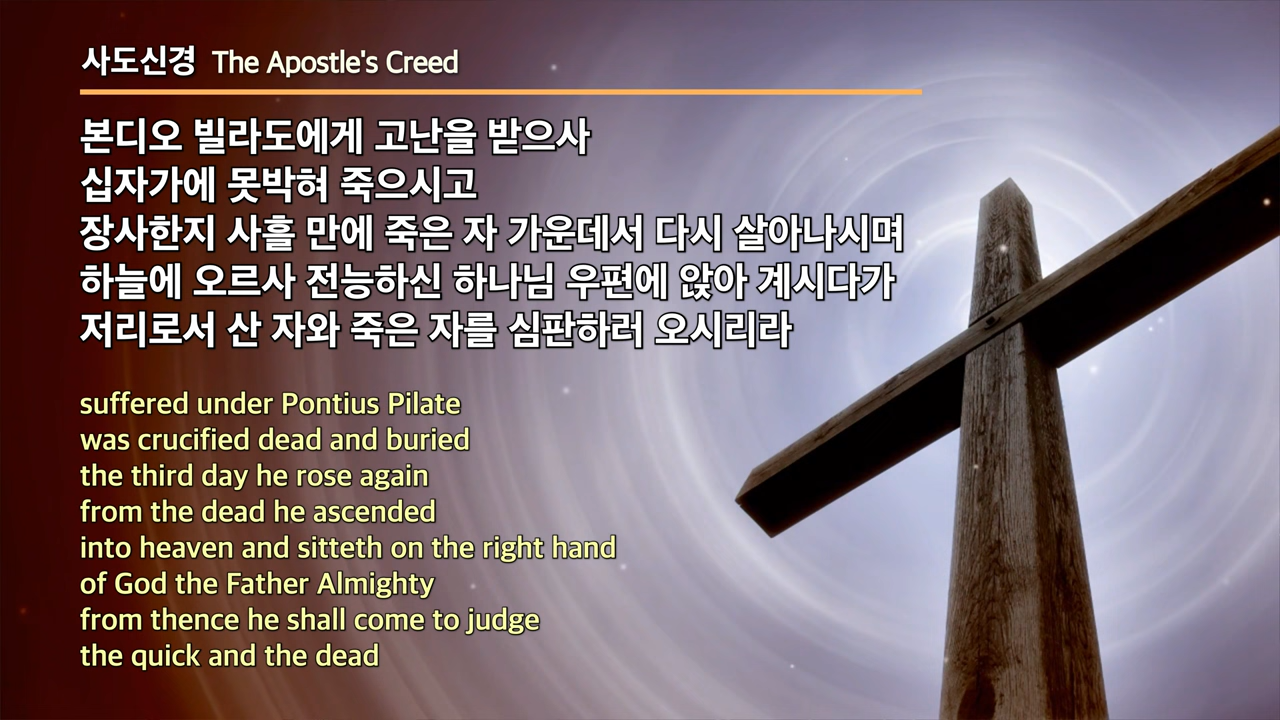 사도신경 The Apostle's Creed
본디오 빌라도에게 고난을 받으사
십자가에 못박혀 죽으시고
장사한지 사흘 만에 죽은 자 가운데서 다시 살아나시며
하늘에 오르사 전능하신 하나님 우편에 앉아 계시다가
저리로서 산 자와 죽은 자를 심판하러 오시리라
suffered under Pontius Pilate
was crucified dead and buried
the third day he rose again
from the dead he ascended
into heaven and sitteth on the right hand
of God the Father Almighty
from thence he shall come to judge
the quick and the dead